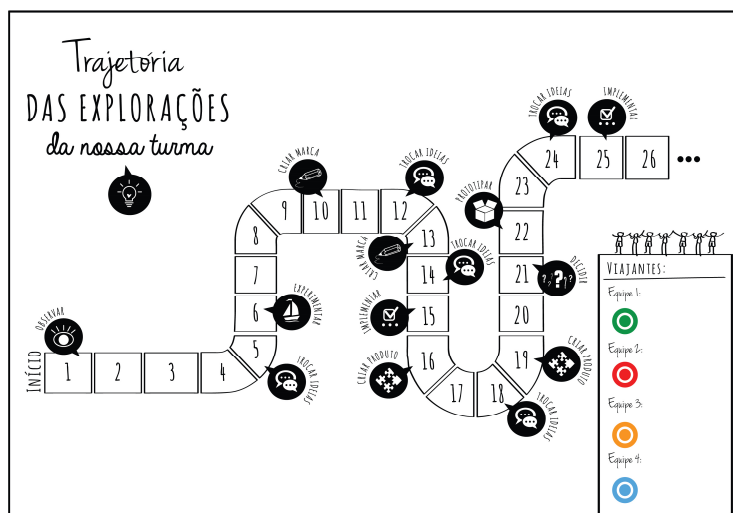 Trajetória
DAS EXPLORAÇÕES
da nossa turma
INÍCIO
OBSERVAR
1
2
3
4
5
TROCAR IDEIAS
6
EXPERIMENTAR
7
8
9
CRIAR MARCA
10
11
12
TROCAR IDEIAS
13
CRIAR MARCA
14
TROCAR IDEIAS
15
IMPLEMENTAR
16
CRIAR PRODUTO
17
18
TROCAR IDEIAS
19
CRIAR PRODUTO
20
21
DECIDIR
???
22
PROTOTIPAR
23
24
TROCAR IDEIAS
25
IMPLEMENTAR
26
...
VIAJANTES:
Equipe 1:
Equipe 2:
Equipe 3:
Equipe 4: